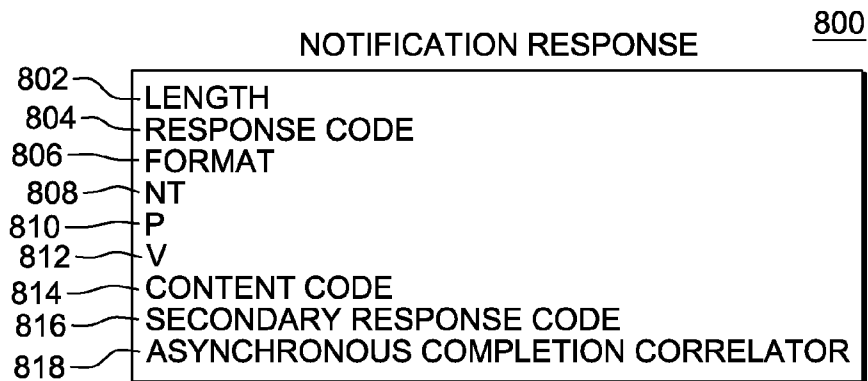 800
NOTIFICATION RESPONSE
802 LENGTH
804 RESPONSE CODE
806 FORMAT
808 NT
810 P
812 V
814 CONTENT CODE
816 SECONDARY RESPONSE CODE
818 ASYNCHRONOUS COMPLETION CORRELATOR